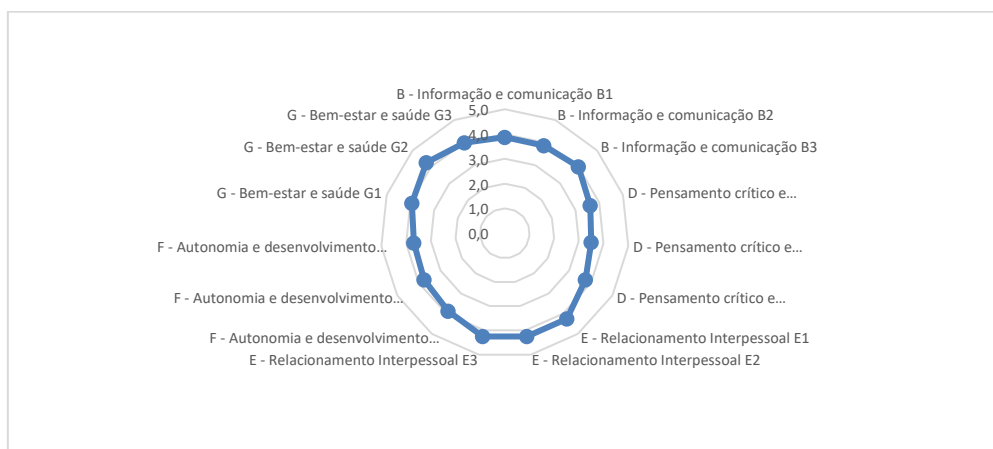 B - Informação e comunicação B1
B - Informação e comunicação B2
B - Informação e comunicação B3
D - Pensamento crítico e...
D - Pensamento crítico e...
D - Pensamento crítico e...
E - Relacionamento Interpessoal E1
E - Relacionamento Interpessoal E2
E - Relacionamento Interpessoal E3
F - Autonomia e desenvolvimento...
F - Autonomia e desenvolvimento...
F - Autonomia e desenvolvimento...
G - Bem-estar e saúde G1
G - Bem-estar e saúde G2
G - Bem-estar e saúde G3
5,0
4,0
3,0
2,0
1,0
0,0